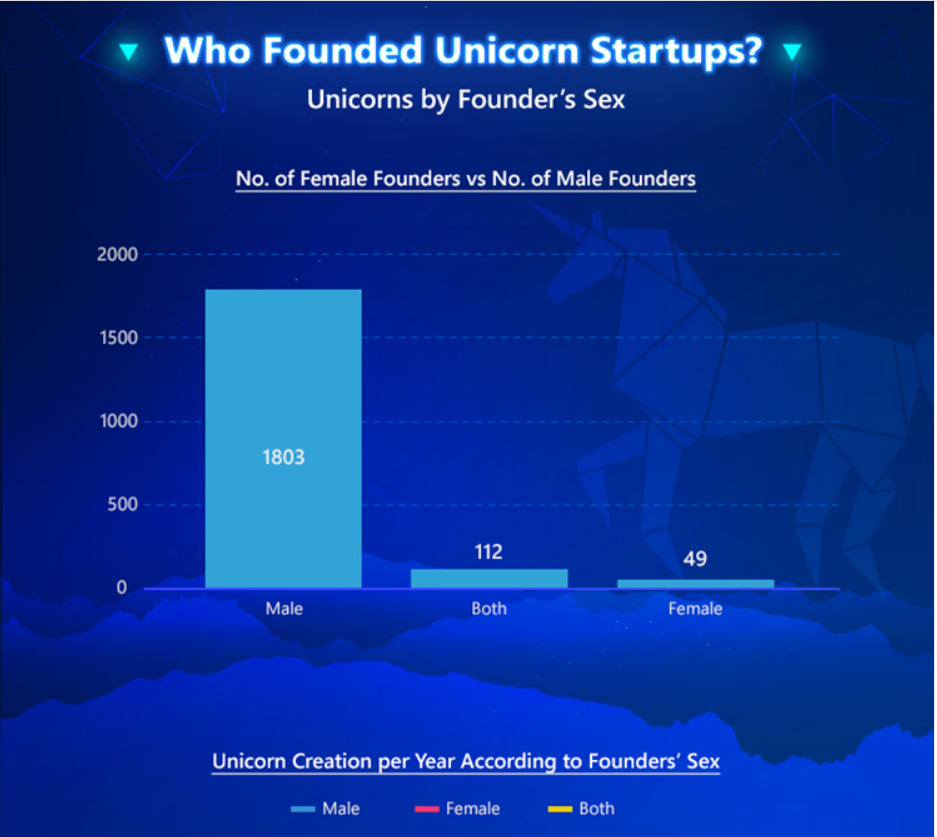 Who Founded Unicorn Startups?
Unicorns by Founder’s Sex
No. of Female Founders vs No. of Male Founders
2000
1500
1000
500
0
1803
112
49
Male Both Female
Unicorn Creation per Year According to Founders’ Sex
Male Female Both